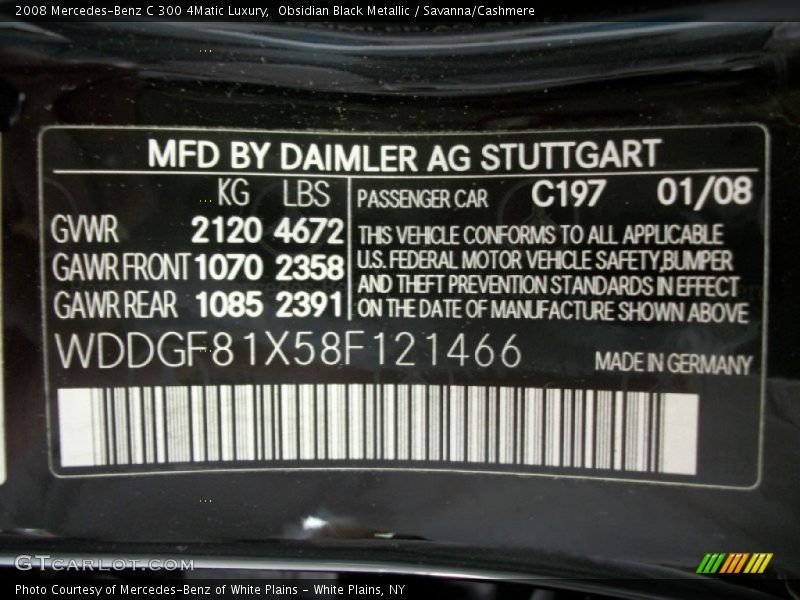 2008 Mercedes-Benz C 300 4Matic Luxury,  Obsidian Black Metallic / Savanna/Cashmere
MFD BY DAIMLER AG STUTTGART
KG LBS
GVWR 2120 4672
GAWR FRONT 1070 2358
GAWR REAR 1085 2391
PASSENGER CAR C197 01/08
THIS VEHICLE CONFORMS TO ALL APPLICABLE
U.S. FEDERAL MOTOR VEHICLE SAFETY,BUMPER
AND THEFT PREVENTION STANDARDS IN EFFECT
ON THE DATE OF MANUFACTURE SHOWN ABOVE
WDDGF81X58F121466
MADE IN GERMANY
GTcarlot.com
Photo Courtesy of Mercedes-Benz of White Plains - White Plains, NY